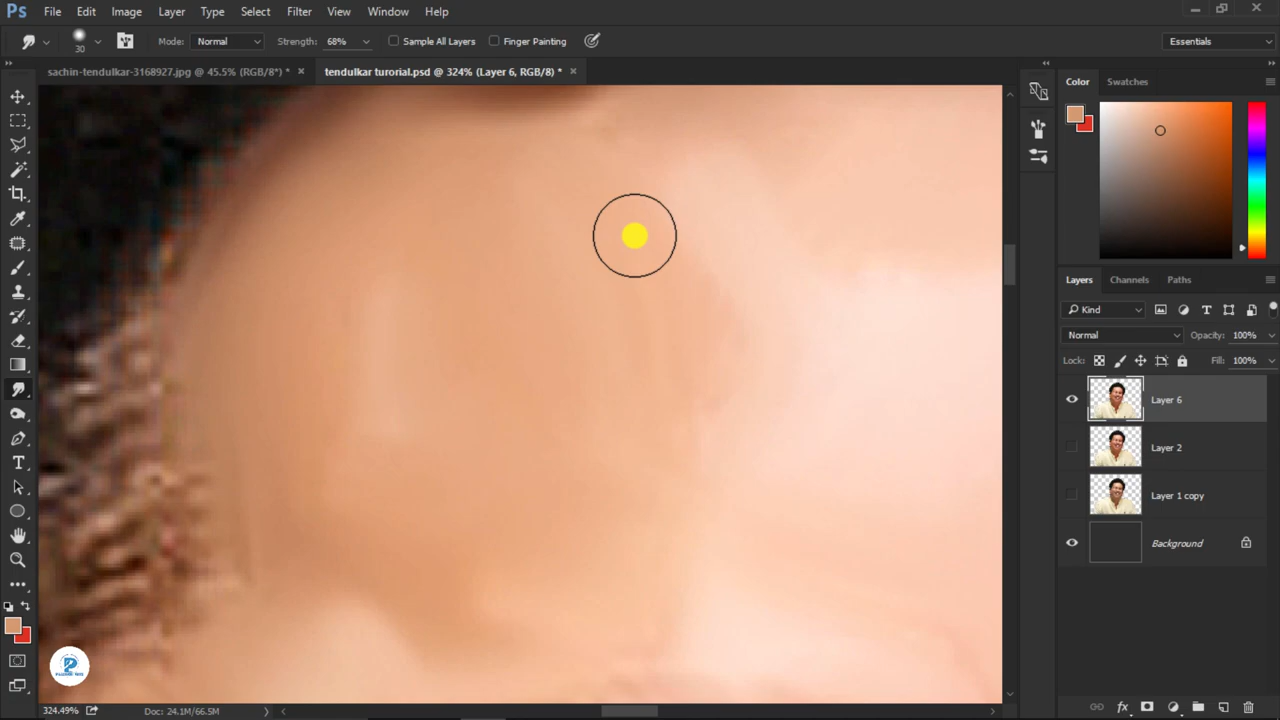 Ps File Edit Image Layer Type Select Filter View Window Help
30 Mode: Normal Strength: 68% Sample All Layers Finger Painting Essentials
sachin-tendulkar-3168927.jpg @ 45.5% (RGB/8*) * × tendulkar turorial.psd @ 324% (Layer 6, RGB/8) * ×
Color Swatches
Layers Channels Paths
Kind
Normal Opacity: 100%
Lock: Fill: 100%
Layer 6
Layer 2
Layer 1 copy
Background
324.49% Doc: 24.1M/66.5M